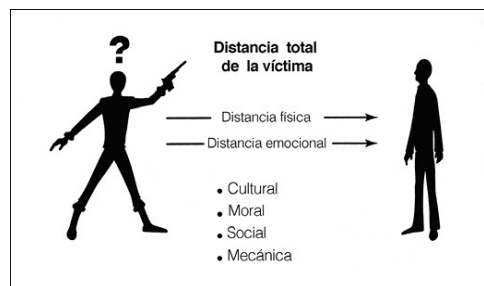 ?
Distancia total
de la víctima
Distancia física
Distancia emocional
• Cultural
• Moral
• Social
• Mecánica